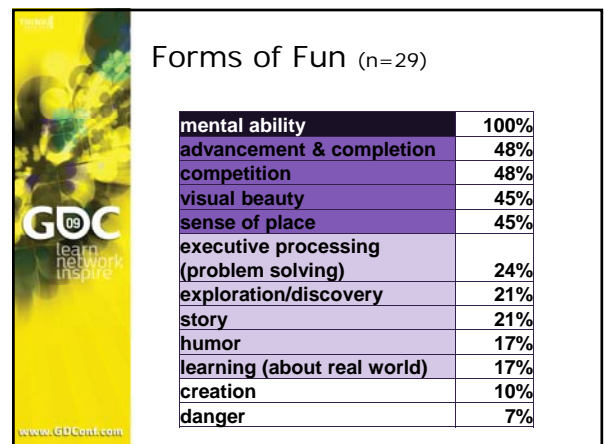 Forms of Fun (n=29)
mental ability 100%
advancement & completion 48%
competition 48%
visual beauty 45%
sense of place 45%
executive processing
(problem solving) 24%
exploration/discovery 21%
story 21%
humor 17%
learning (about real world) 17%
creation 10%
danger 7%
GDC
09
learn
network
inspire
www.GDConf.com